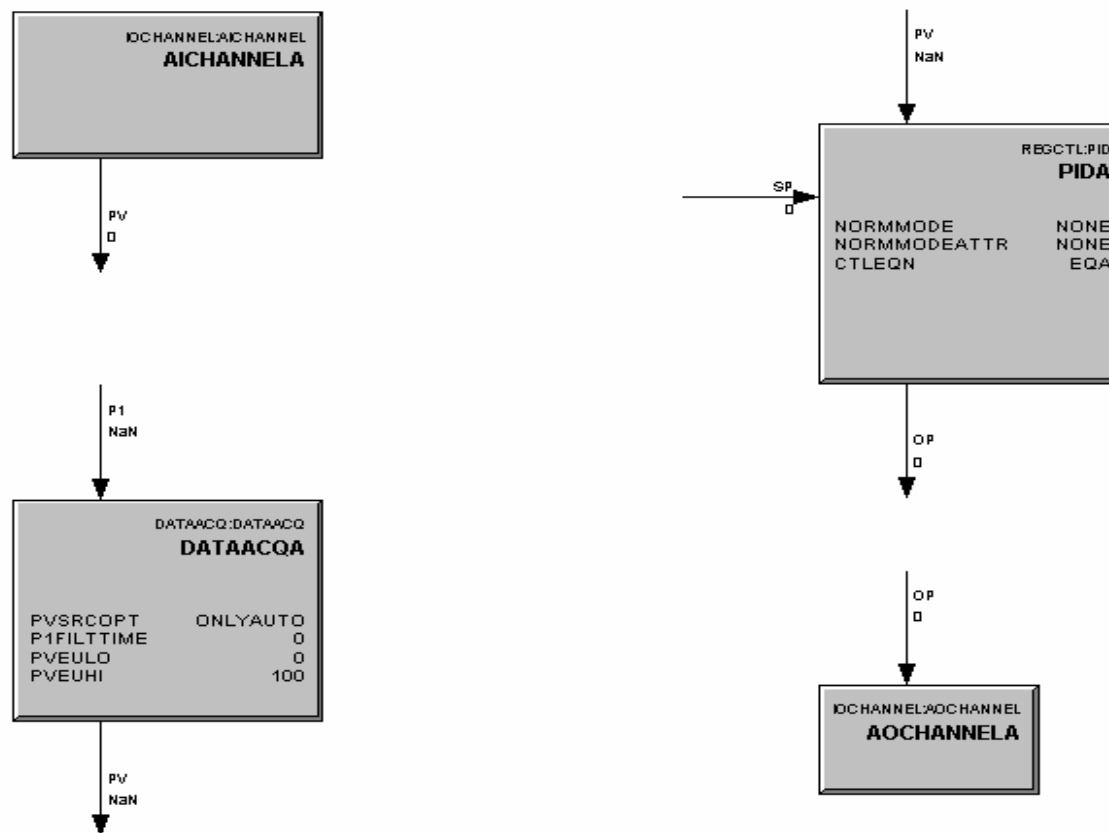 IOCHANNEL:AICHANNEL
AICHANNELA
PV
0
P1
NaN
DATAACQ:DATAACQ
DATAACQA
PVSRCOPT ONLYAUTO
P1FILTTIME 0
PVEULO 0
PVEUHI 100
PV
NaN
PV
NaN
REGCTL:PID
PIDA
SP
0
NORMMODE NONE
NORMMODEATTR NONE
CTLEQN EQA
OP
0
OP
0
IOCHANNEL:AOCHANNEL
AOCHANNELA